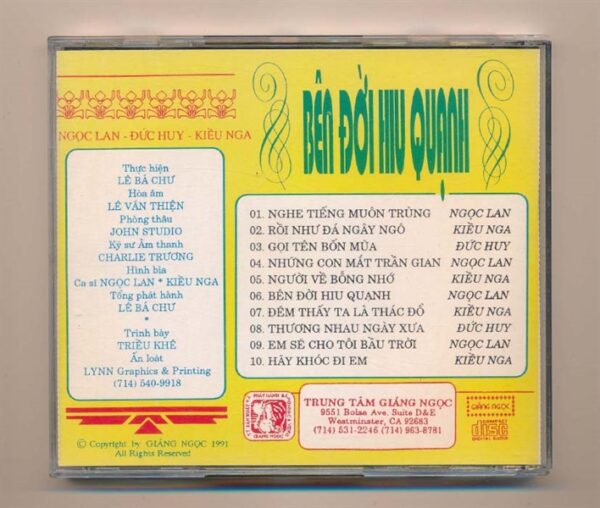 BÊN ĐỜI HIU QUẠNH
NGỌC LAN - ĐỨC HUY - KIỀU NGA
Thực hiện
LÊ BÁ CHƯ
Hòa âm
LÊ VĂN THIỆN
Phòng thâu
JOHN STUDIO
Kỹ sư Âm thanh
CHARLIE TRƯƠNG
Hình bìa
Ca sĩ NGỌC LAN * KIỀU NGA
Tổng phát hành
LÊ BÁ CHƯ
*
Trình bày
TRIỀU KHÊ
Ấn loát
LYNN Graphics & Printing
(714) 540-9918
01. NGHE TIẾNG MUÔN TRÙNG NGỌC LAN
02. RỒI NHƯ ĐÁ NGÂY NGÔ KIỀU NGA
03. GỌI TÊN BỐN MÙA ĐỨC HUY
04. NHỮNG CON MẮT TRẦN GIAN NGỌC LAN
05. NGƯỜI VỀ BỖNG NHỚ KIỀU NGA
06. BÊN ĐỜI HIU QUẠNH NGỌC LAN
07. ĐÊM THẤY TA LÀ THÁC ĐỔ KIỀU NGA
08. THƯƠNG NHAU NGÀY XƯA ĐỨC HUY
09. EM SẼ CHO TÔI BẦU TRỜI NGỌC LAN
10. HÃY KHÓC ĐI EM KIỀU NGA
© Copyright by GIÁNG NGỌC 1991
All Rights Reserved
GIÁNG NGỌC
TRUNG TÂM GIÁNG NGỌC
9551 Bolsa Ave. Suite D&E
Westminster, CA 92683
(714) 531-2246 (714) 963-8781
GIÁNG NGỌC
COMPACT
disc
DIGITAL AUDIO